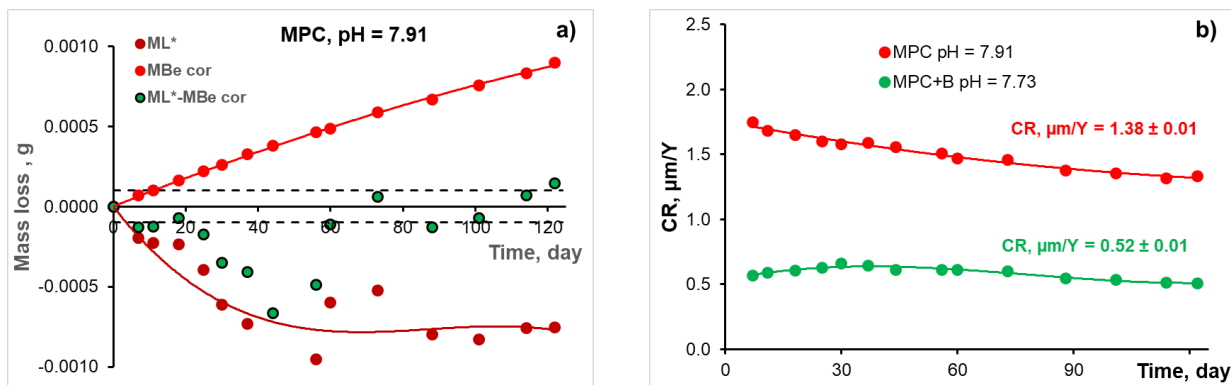 MPC, pH = 7.91
a)
ML*
MBe cor
ML*-MBe cor
Mass loss , g
0.0010
0.0005
0.0000
-0.0005
-0.0010
0
20
40
60
80
100
120
Time, day
b)
MPC pH = 7.91
MPC+B pH = 7.73
CR, µm/Y = 1.38 ± 0.01
CR, µm/Y = 0.52 ± 0.01
CR, µm/Y
2.5
2.0
1.5
1.0
0.5
0.0
0
30
60
90
Time, day